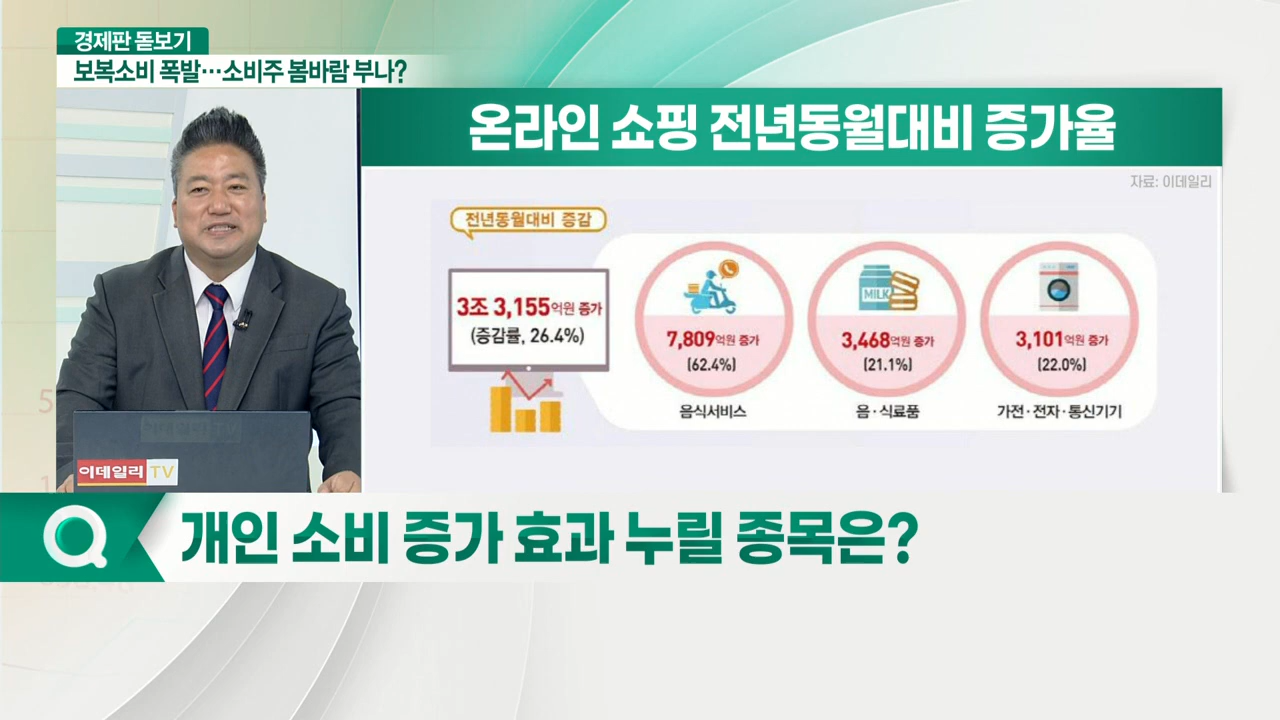 경제판 돋보기
보복소비 폭발…소비주 봄바람 부나?
온라인 쇼핑 전년동월대비 증가율
자료: 이데일리
전년동월대비 증감
3조 3,155억원 증가
(증감률, 26.4%)
7,809억원 증가
(62.4%)
음식서비스
MILK
3,468억원 증가
(21.1%)
음·식료품
3,101억원 증가
(22.0%)
가전·전자·통신기기
이데일리 TV
이데일리 TV
개인 소비 증가 효과 누릴 종목은?